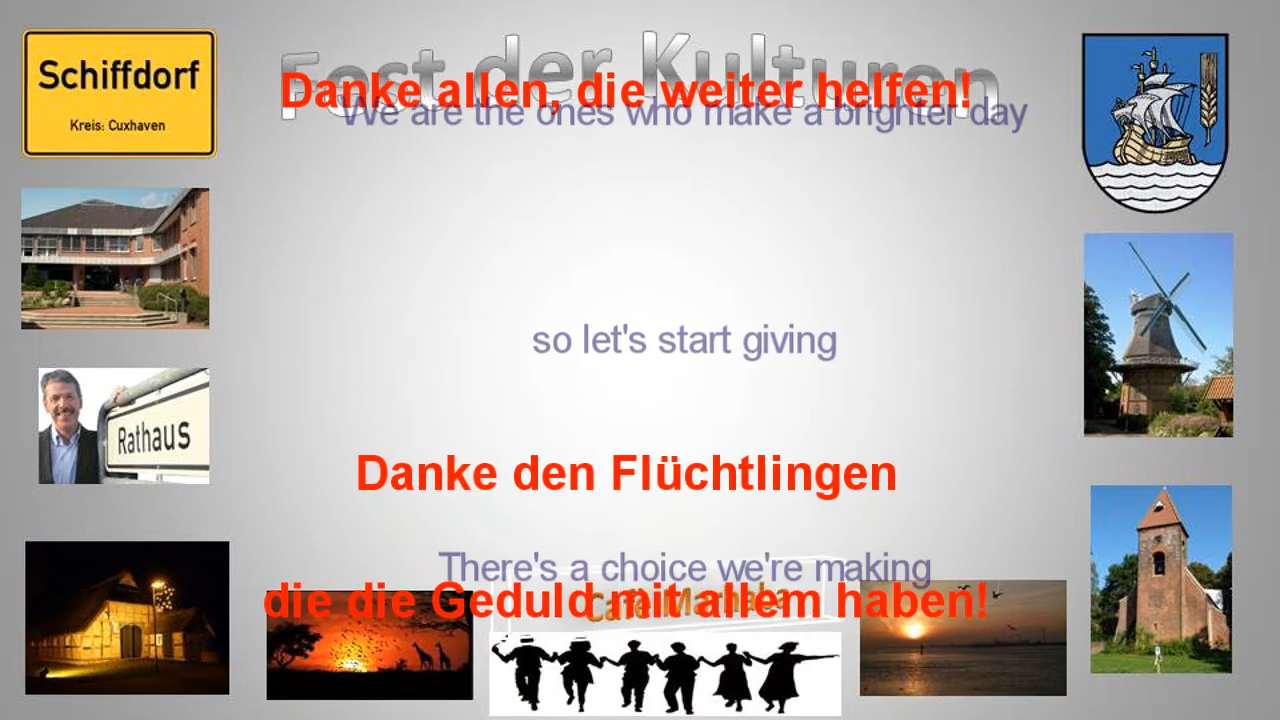 Schiffdorf
Kreis: Cuxhaven
Fest der Kulturen
Danke allen, die weiter helfen!
We are the ones who make a brighter day
so let's start giving
Rathaus
Danke den Flüchtlingen
There's a choice we're making
die die Geduld mit allem haben!
Café Marhaba